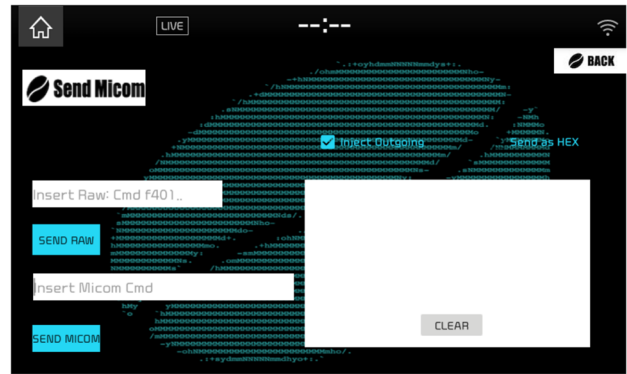 LIVE
--:--
BACK
Send Micom
Inject Outgoing
Send as HEX
Insert Raw: Cmd f401..
SEND RAW
Insert Micom Cmd
SEND MICOM
CLEAR